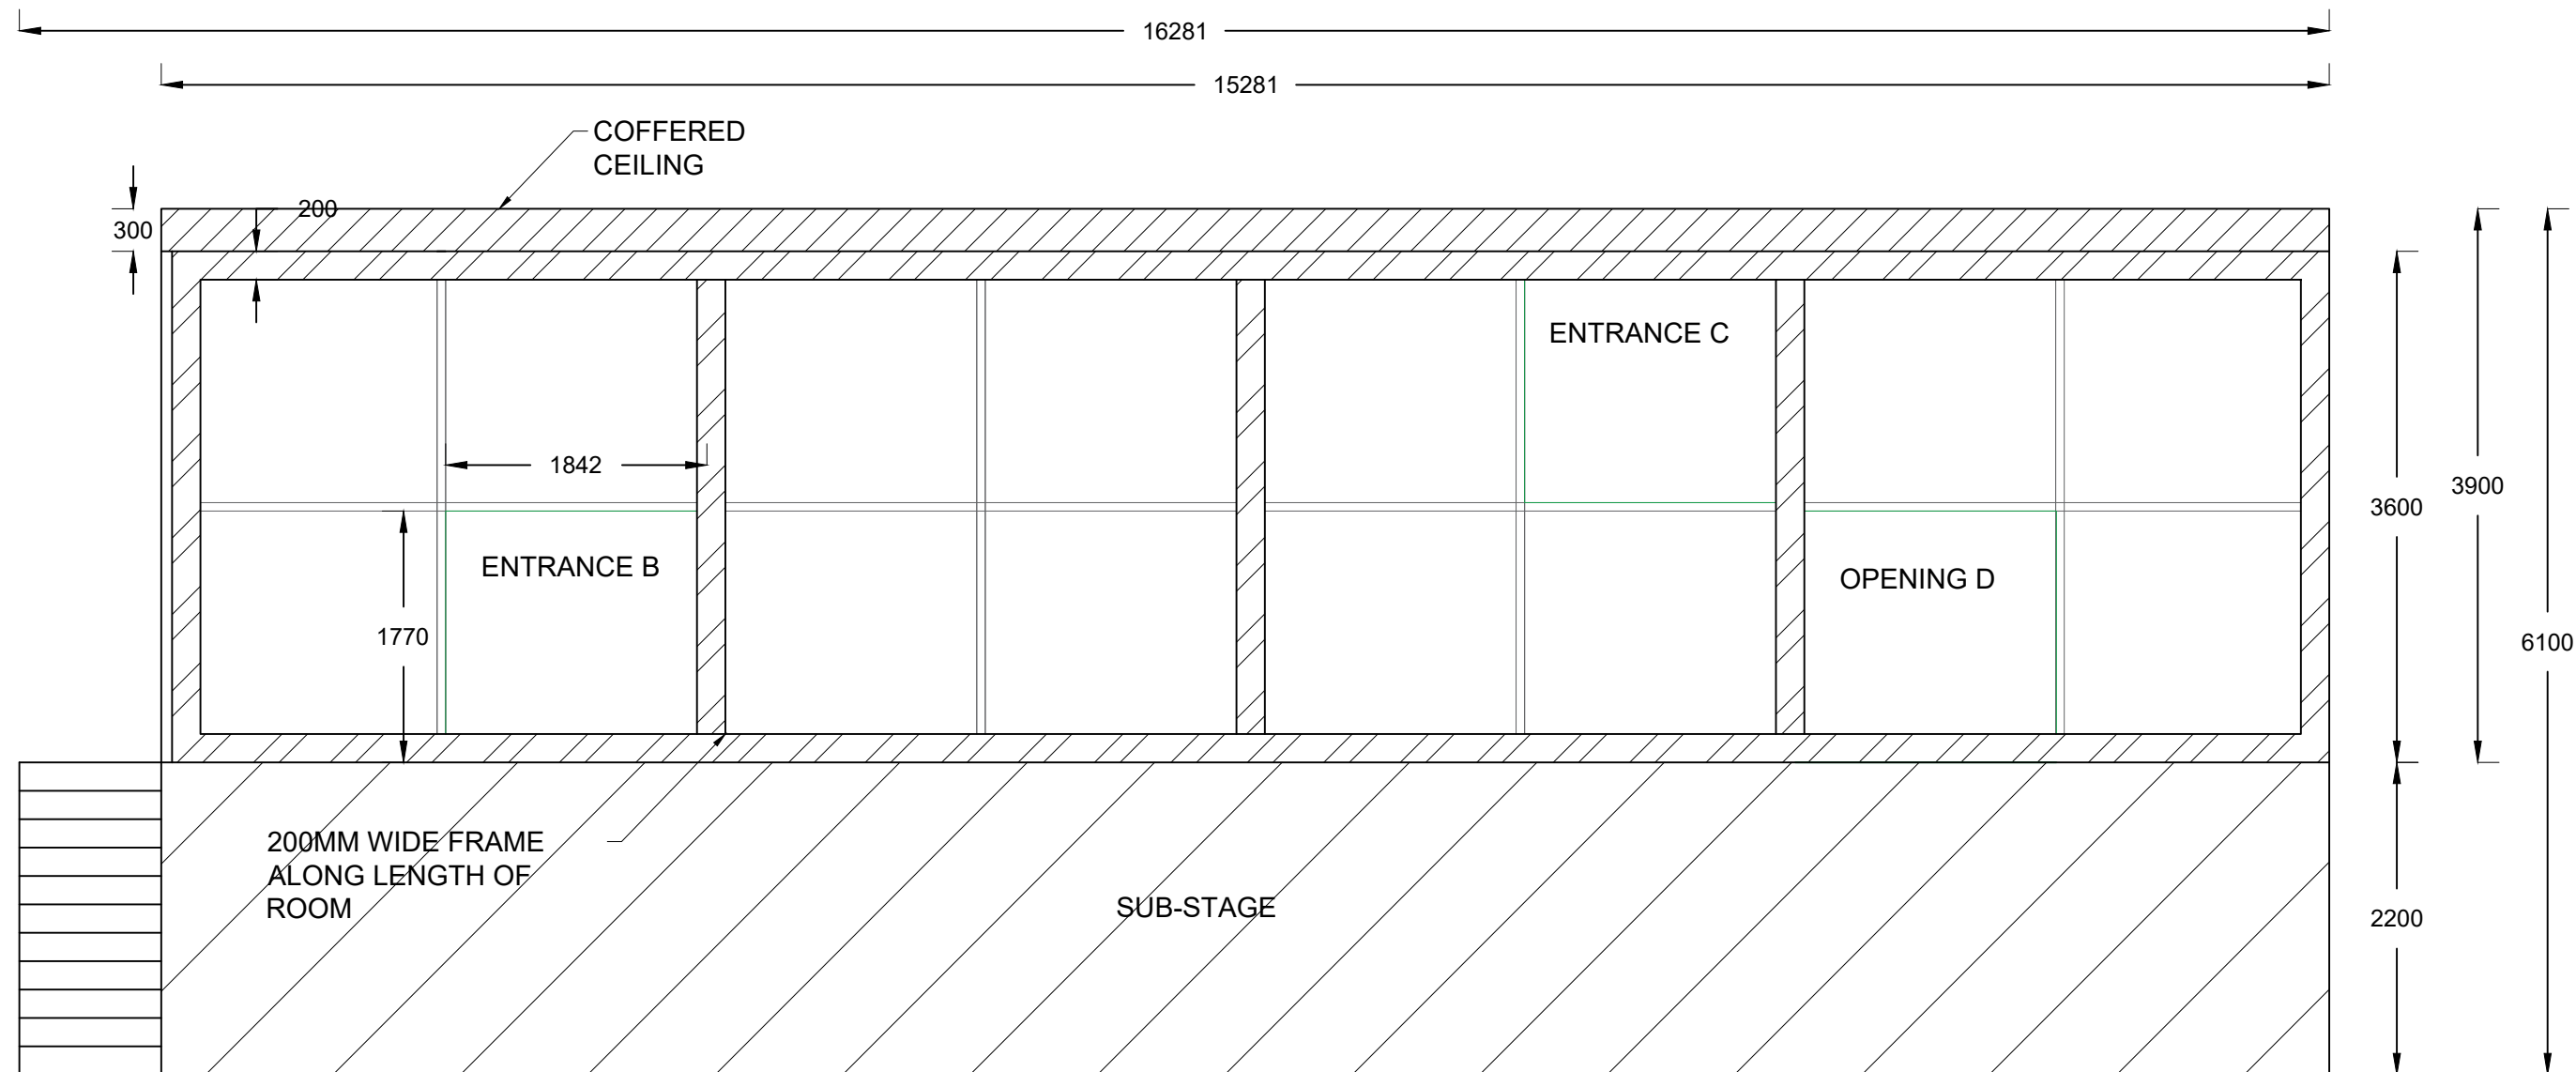 16281
15281
COFFERED
CEILING
200
300
ENTRANCE C
1842
3900
3600
ENTRANCE B
OPENING D
1770
6100
200MM WIDE FRAME
ALONG LENGTH OF
ROOM
SUB-STAGE
2200